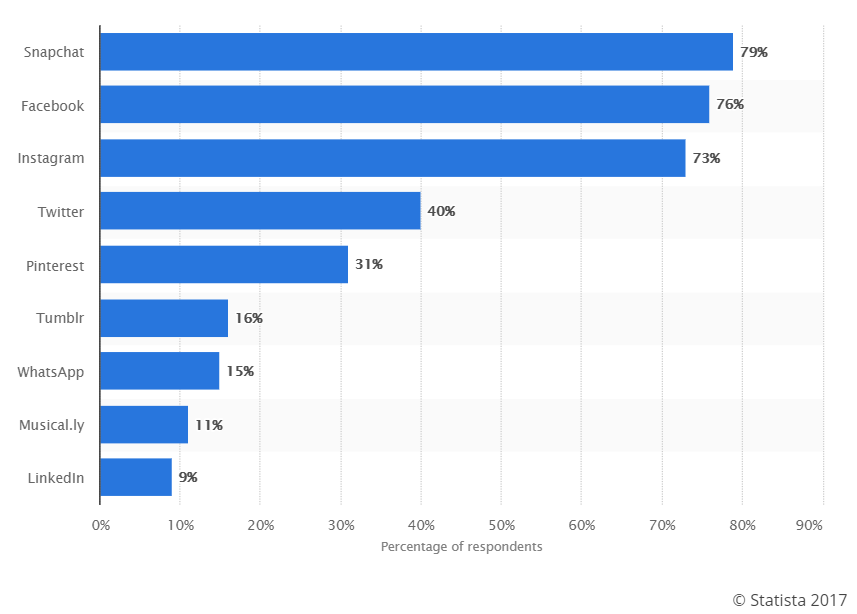 Snapchat 79%
Facebook 76%
Instagram 73%
Twitter 40%
Pinterest 31%
Tumblr 16%
WhatsApp 15%
Musical.ly 11%
LinkedIn 9%
0% 10% 20% 30% 40% 50% 60% 70% 80% 90%
Percentage of respondents
© Statista 2017